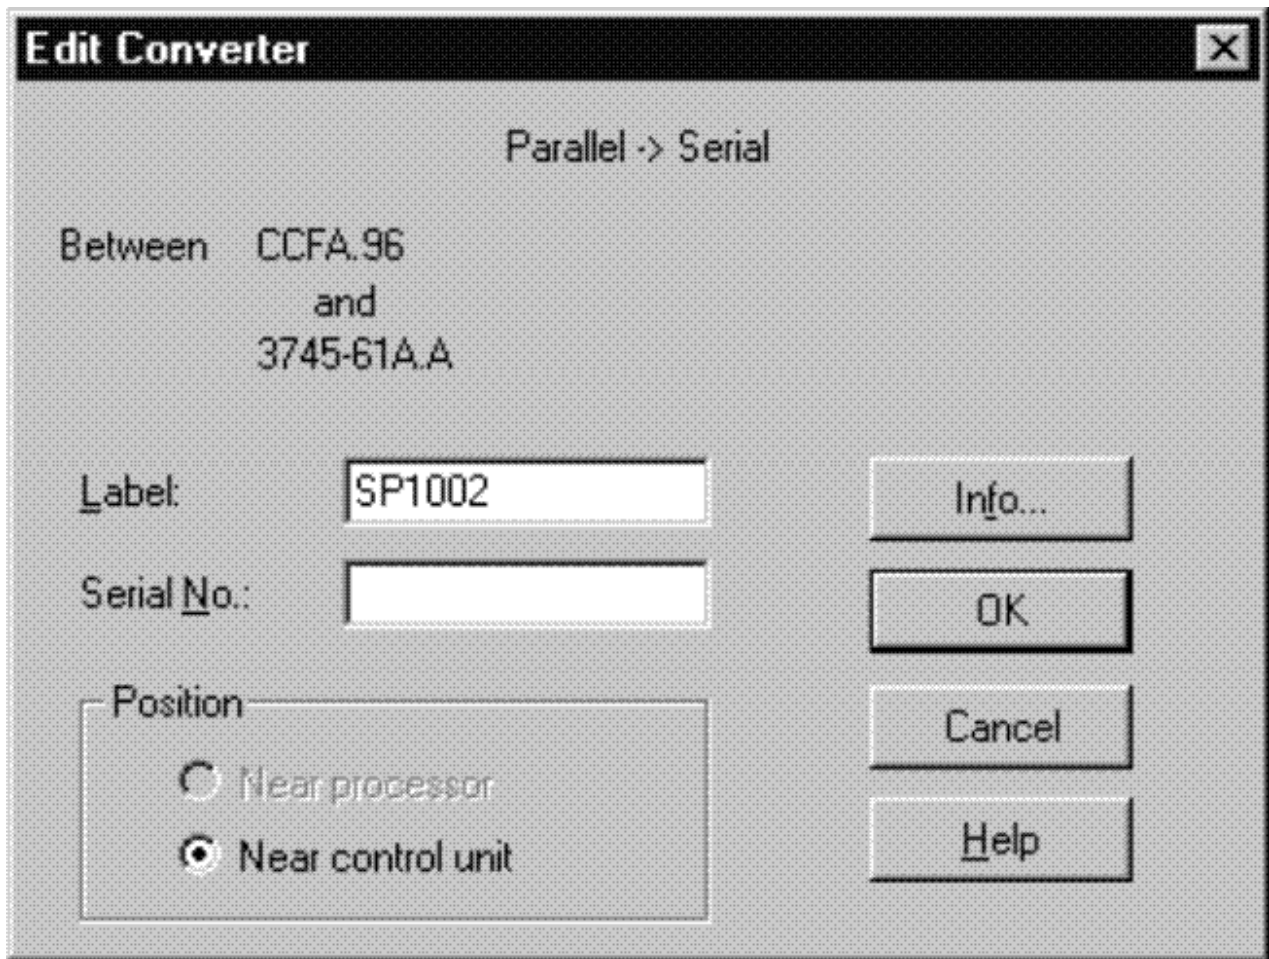 Edit Converter
Parallel -> Serial
Between CCFA.96
and
3745-61A.A
Label: SP1002
Info...
Serial No.:
OK
Position
Cancel
Near processor
Near control unit
Help